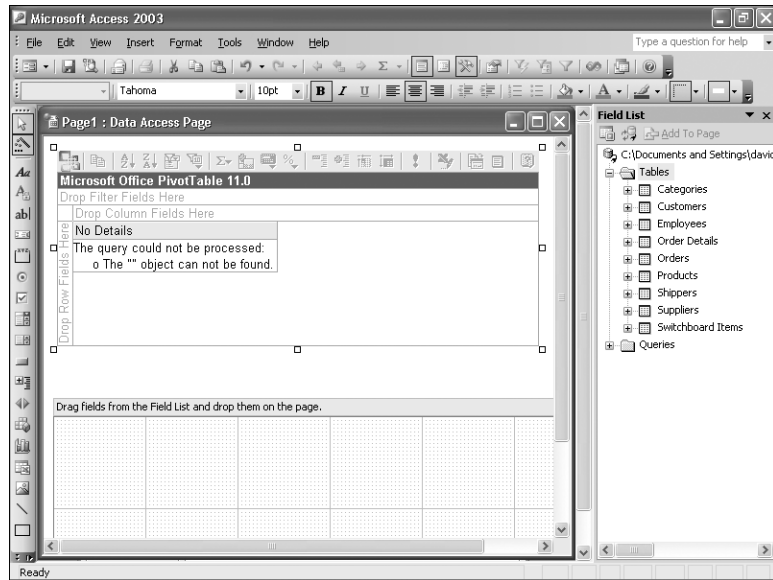 Microsoft Access 2003
File Edit View Insert Format Tools Window Help
Type a question for help
Tahoma 10pt B I U
Page1 : Data Access Page
Microsoft Office PivotTable 11.0
Drop Filter Fields Here
Drop Column Fields Here
Drop Row Fields Here
No Details
The query could not be processed:
o The "" object can not be found.
Drag fields from the Field List and drop them on the page.
Field List
Add To Page
C:\Documents and Settings\david
Tables
Categories
Customers
Employees
Order Details
Orders
Products
Shippers
Suppliers
Switchboard Items
Queries
Aa
ab
Ready